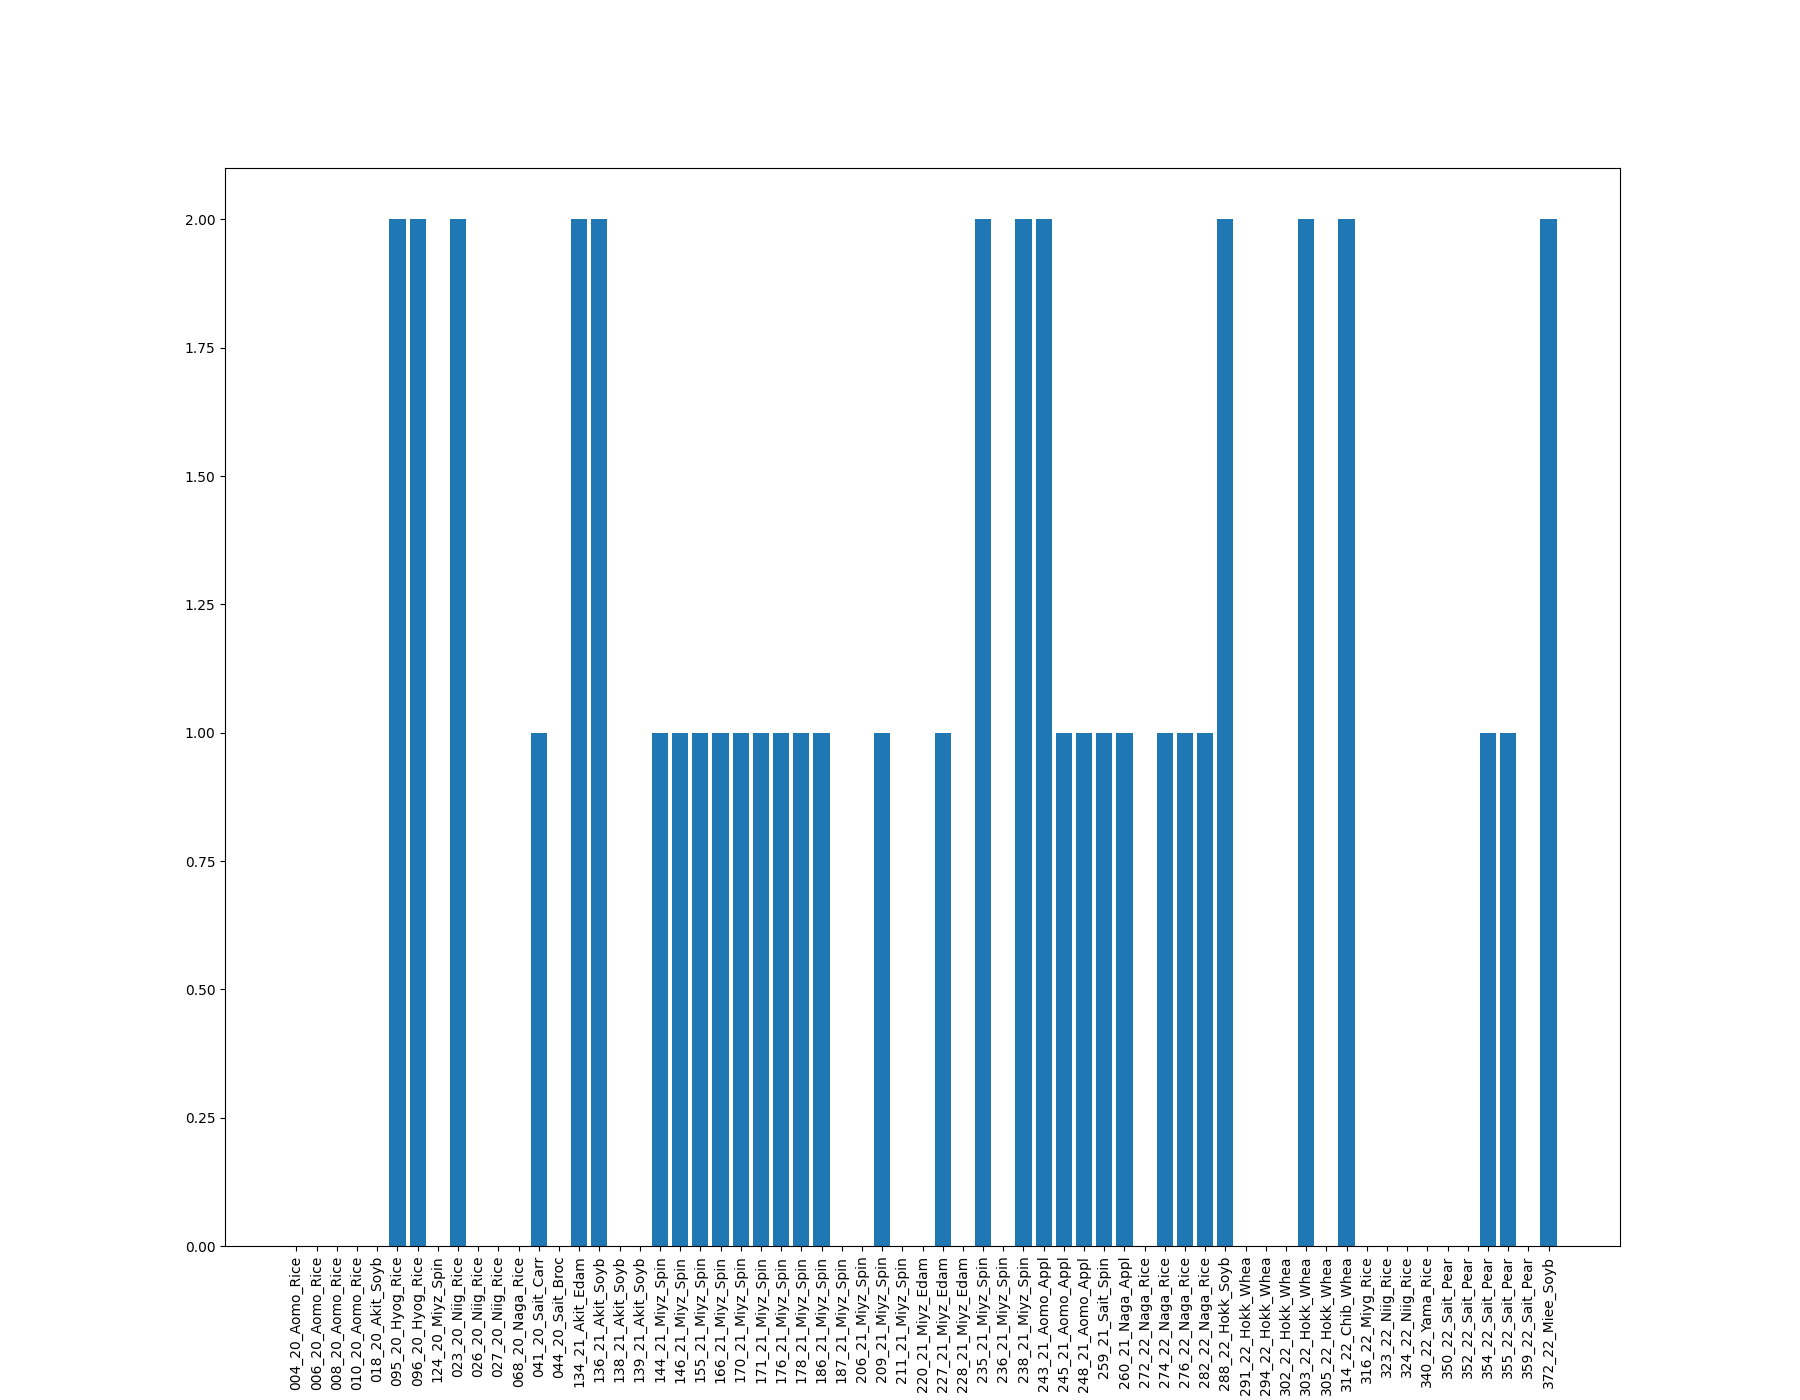 2.00
1.75
1.50
1.25
1.00
0.75
0.50
0.25
0.00
004_20_Aomo_Rice
006_20_Aomo_Rice
008_20_Aomo_Rice
010_20_Aomo_Rice
018_20_Akit_Soyb
095_20_Hyog_Rice
096_20_Hyog_Rice
124_20_Miyz_Spin
023_20_Niig_Rice
026_20_Niig_Rice
027_20_Niig_Rice
068_20_Naga_Rice
041_20_Sait_Carr
044_20_Sait_Broc
134_21_Akit_Edam
136_21_Akit_Soyb
138_21_Akit_Soyb
139_21_Akit_Soyb
144_21_Miyz_Spin
146_21_Miyz_Spin
155_21_Miyz_Spin
166_21_Miyz_Spin
170_21_Miyz_Spin
171_21_Miyz_Spin
176_21_Miyz_Spin
178_21_Miyz_Spin
186_21_Miyz_Spin
187_21_Miyz_Spin
206_21_Miyz_Spin
209_21_Miyz_Spin
211_21_Miyz_Spin
220_21_Miyz_Edam
227_21_Miyz_Edam
228_21_Miyz_Edam
235_21_Miyz_Spin
236_21_Miyz_Spin
238_21_Miyz_Spin
243_21_Aomo_Appl
245_21_Aomo_Appl
248_21_Aomo_Appl
259_21_Sait_Spin
260_21_Naga_Appl
272_22_Naga_Rice
274_22_Naga_Rice
276_22_Naga_Rice
282_22_Naga_Rice
288_22_Hokk_Soyb
291_22_Hokk_Whea
294_22_Hokk_Whea
302_22_Hokk_Whea
303_22_Hokk_Whea
305_22_Hokk_Whea
314_22_Chib_Whea
316_22_Miyg_Rice
323_22_Niig_Rice
324_22_Niig_Rice
340_22_Yama_Rice
350_22_Sait_Pear
352_22_Sait_Pear
354_22_Sait_Pear
355_22_Sait_Pear
359_22_Sait_Pear
372_22_Miee_Soyb